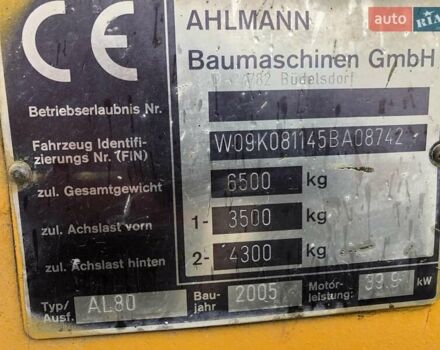 auto RIA
CE
AHLMANN
Baumaschinen GmbH
Büdelsdorf
Betriebserlaubnis Nr.
Fahrzeug Identifi-
zierungs Nr. (FIN) W09K081145BA08742
zul. Gesamtgewicht 6500 kg
zul. Achslast vorn 1- 3500 kg
zul. Achslast hinten 2- 4300 kg
Typ/
Ausf. AL80 Bau-
jahr 2005 Motor-
leistung: 39.9 kW